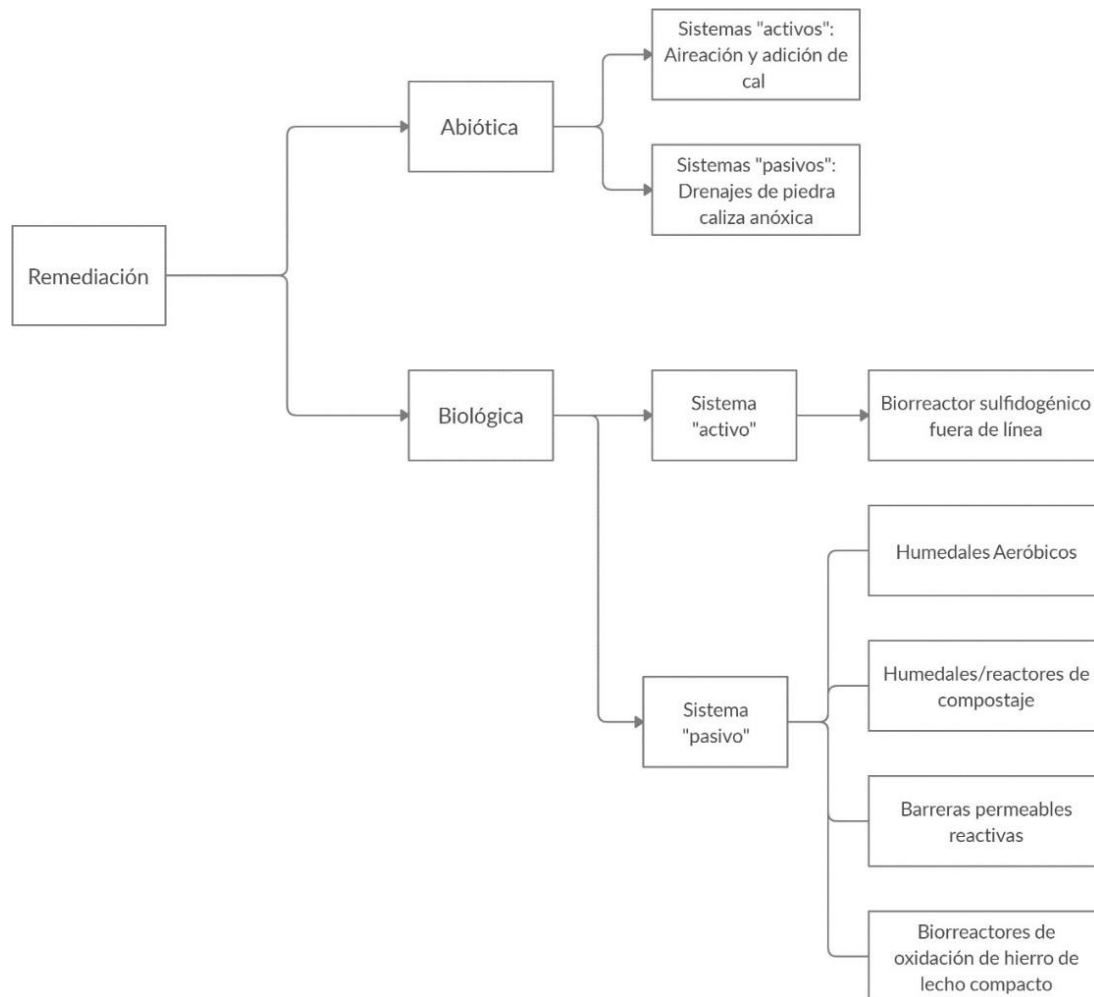 Sistemas "activos":
Aireación y adición de
cal
Abiótica
Sistemas "pasivos":
Drenajes de piedra
caliza anóxica
Remediación
Biológica
Sistema
"activo"
Biorreactor sulfidogénico
fuera de línea
Humedales Aeróbicos
Humedales/reactores de
compostaje
Sistema
"pasivo"
Barreras permeables
reactivas
Biorreactores de
oxidación de hierro de
lecho compacto